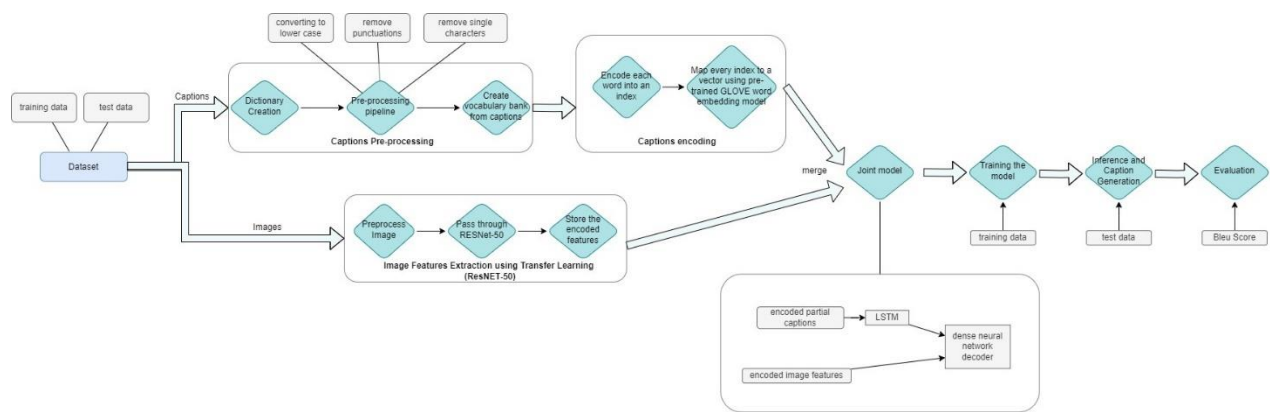 training data
test data
Dataset
Captions
Images
converting to
lower case
remove
punctuations
remove single
characters
Dictionary
Creation
Pre-processing
pipeline
Create
vocabulary bank
from captions
Captions Pre-processing
Encode each
word into an
index
Map every index to a
vector using pre-
trained GLOVE word
embedding model
Captions encoding
Preprocess
Image
Pass through
RESNet-50
Store the
encoded
features
Image Features Extraction using Transfer Learning
(ResNET-50)
merge
Joint model
Training the
model
training data
Inference and
Caption
Generation
test data
Evaluation
Bleu Score
encoded partial
captions
LSTM
dense neural
network
decoder
encoded image features